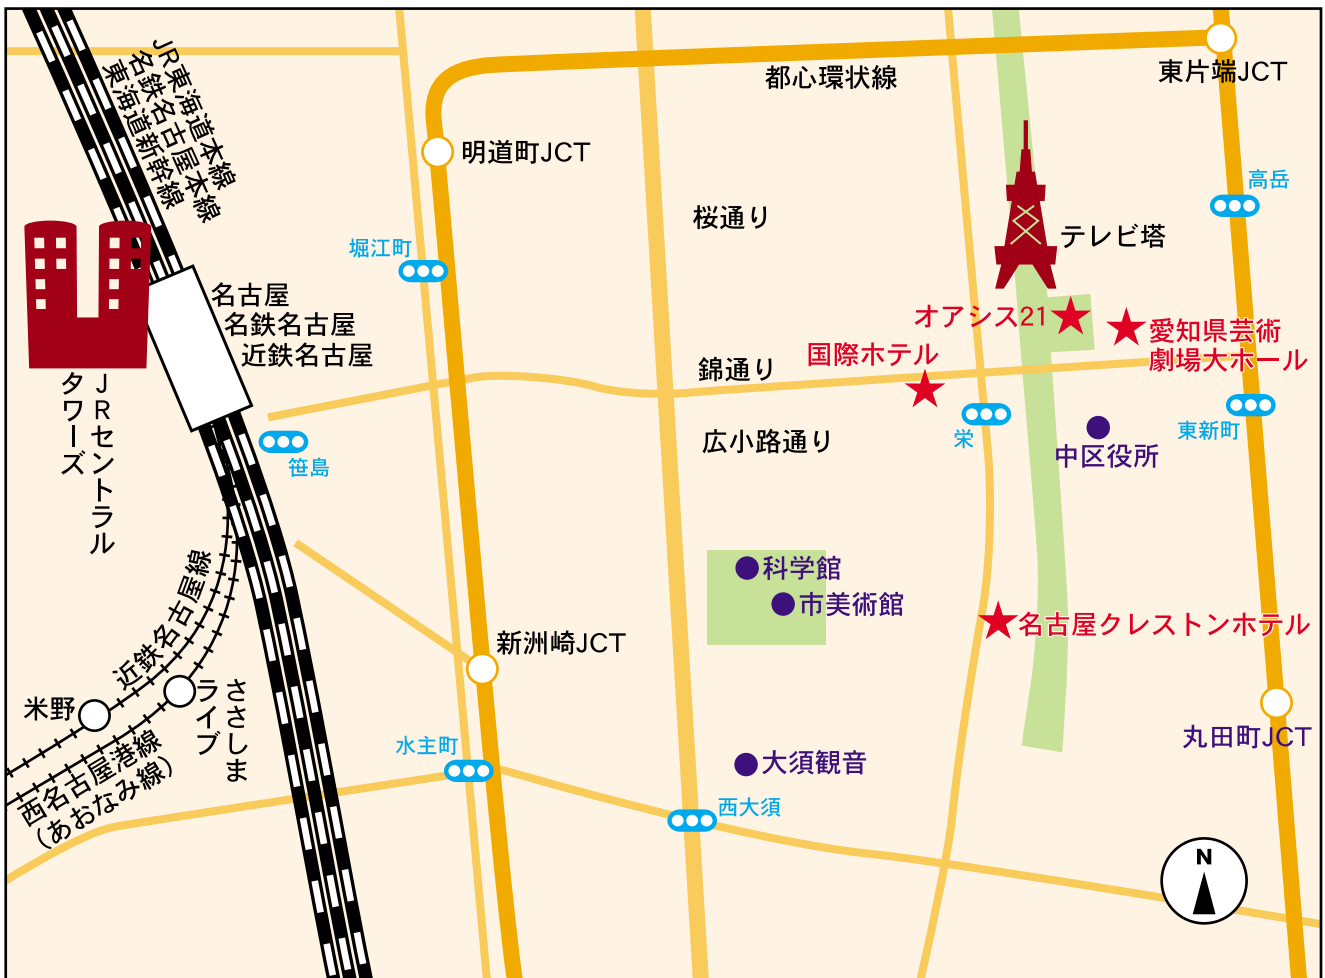 JR東海道本線
名鉄名古屋本線
東海道新幹線
都心環状線
東片端JCT
明道町JCT
高岳
桜通り
テレビ塔
堀江町
名古屋
名鉄名古屋
近鉄名古屋
オアシス21
愛知県芸術
劇場大ホール
国際ホテル
錦通り
JRセントラル
タワーズ
広小路通り
栄
東新町
中区役所
笹島
科学館
市美術館
近鉄名古屋線
新洲崎JCT
名古屋クレストンホテル
米野
ささしま
ライブ
西名古屋港線
(あおなみ線)
水主町
大須観音
丸田町JCT
西大須
N